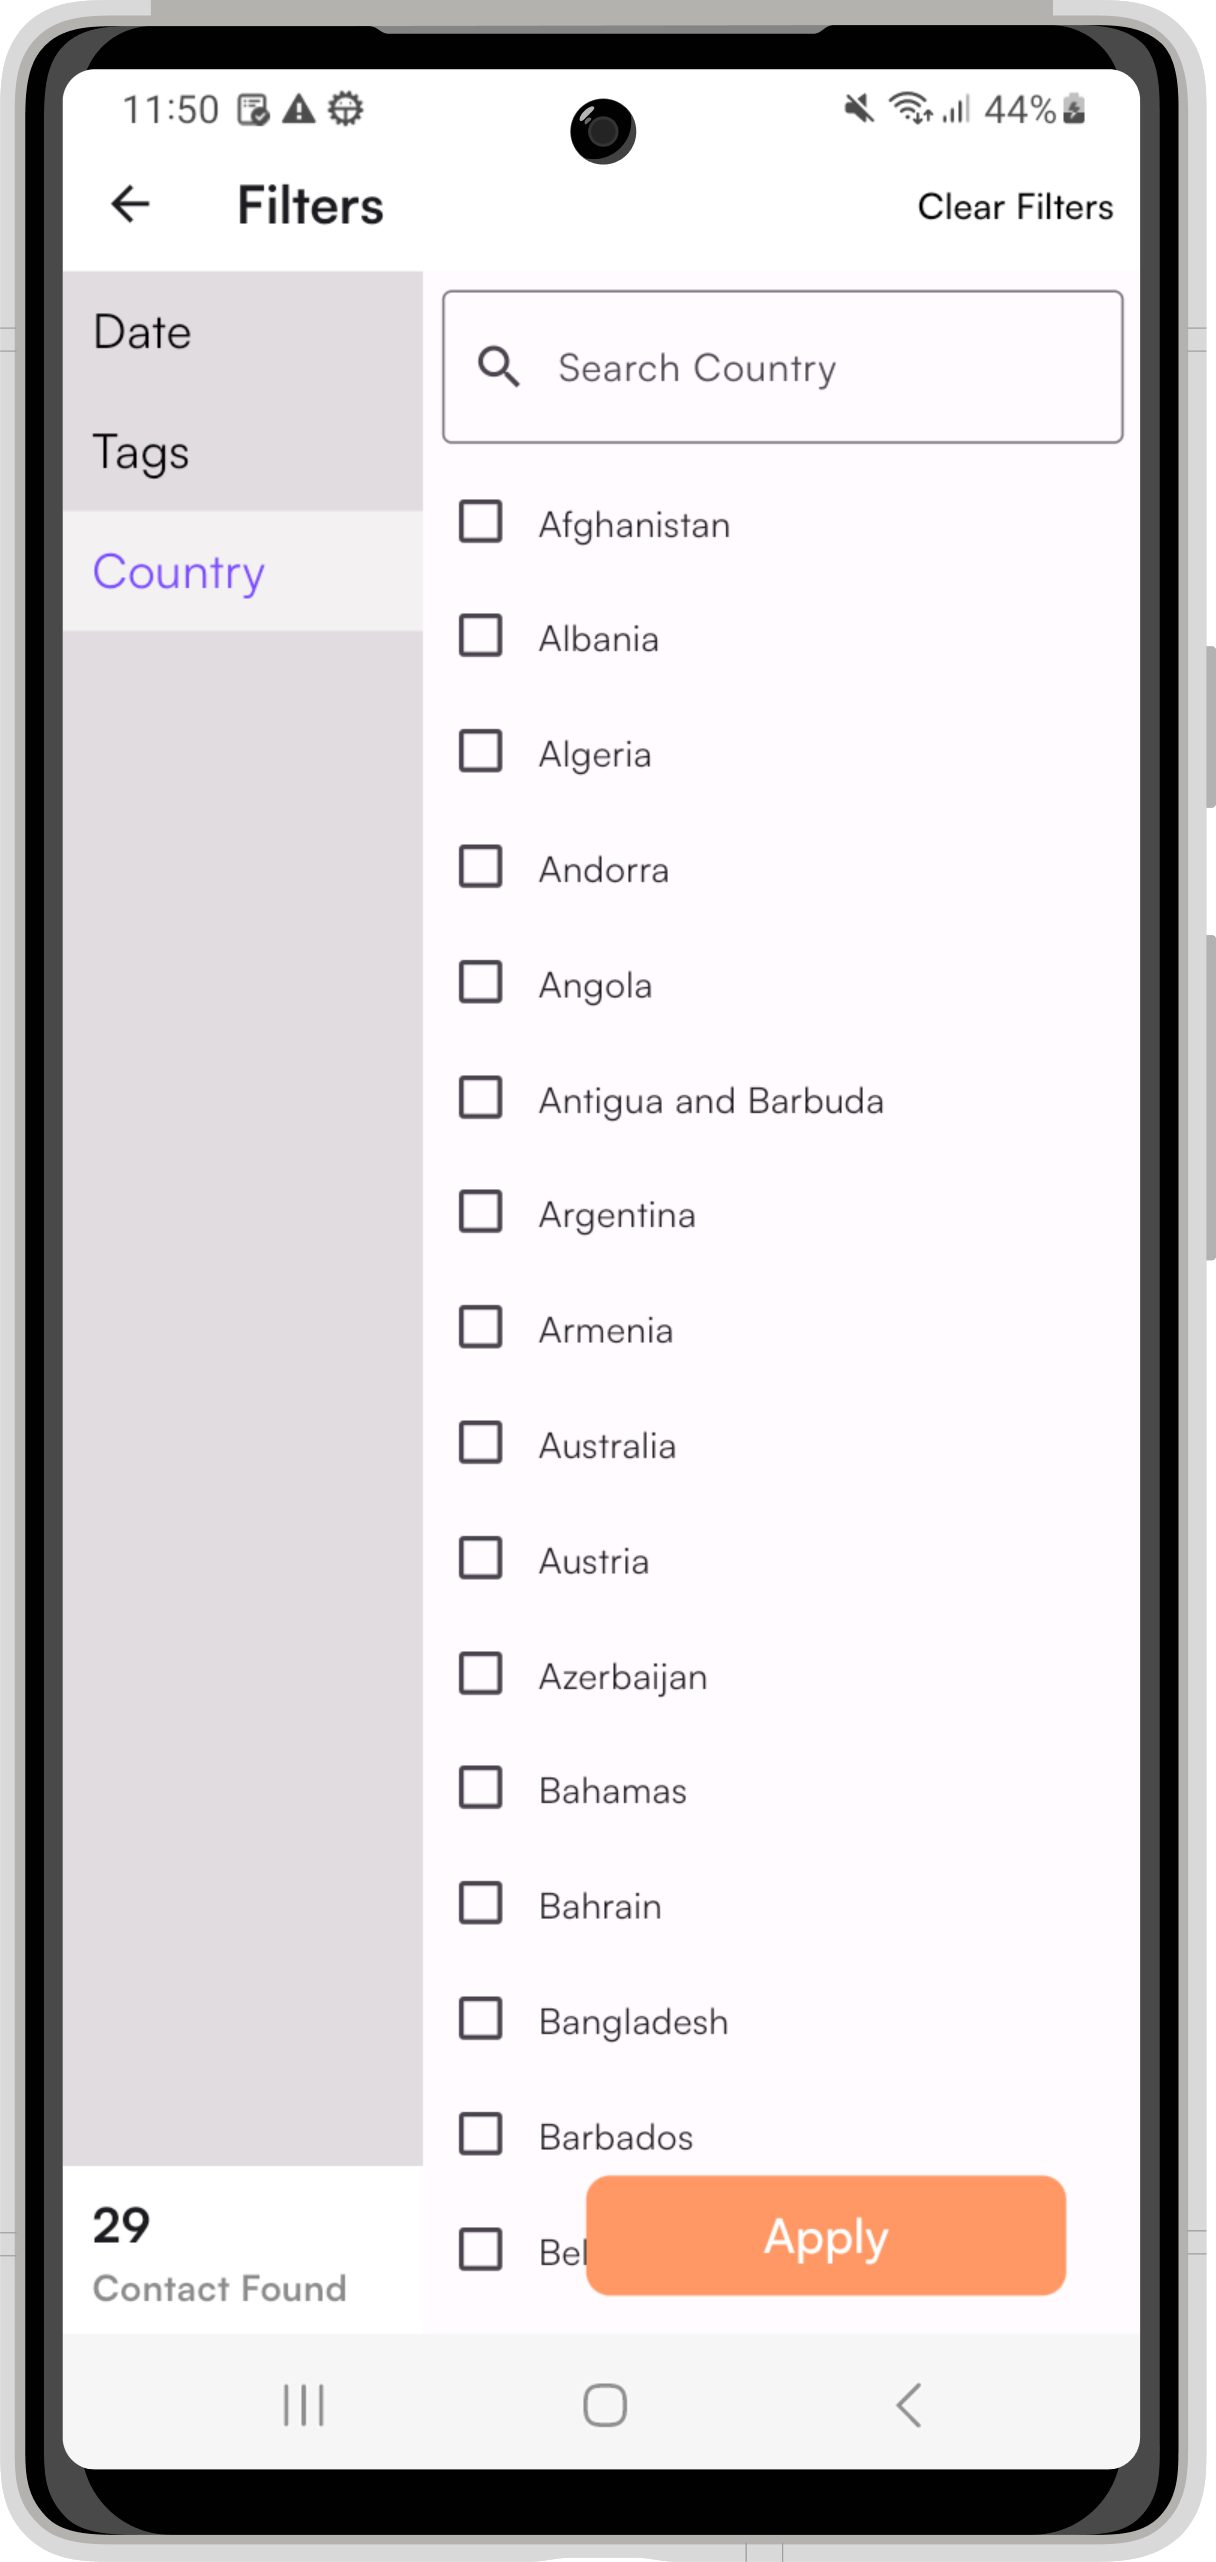 11:50
44%
Filters
Clear Filters
Date
Tags
Country
Search Country
Afghanistan
Albania
Algeria
Andorra
Angola
Antigua and Barbuda
Argentina
Armenia
Australia
Austria
Azerbaijan
Bahamas
Bahrain
Bangladesh
Barbados
Apply
29
Contact Found